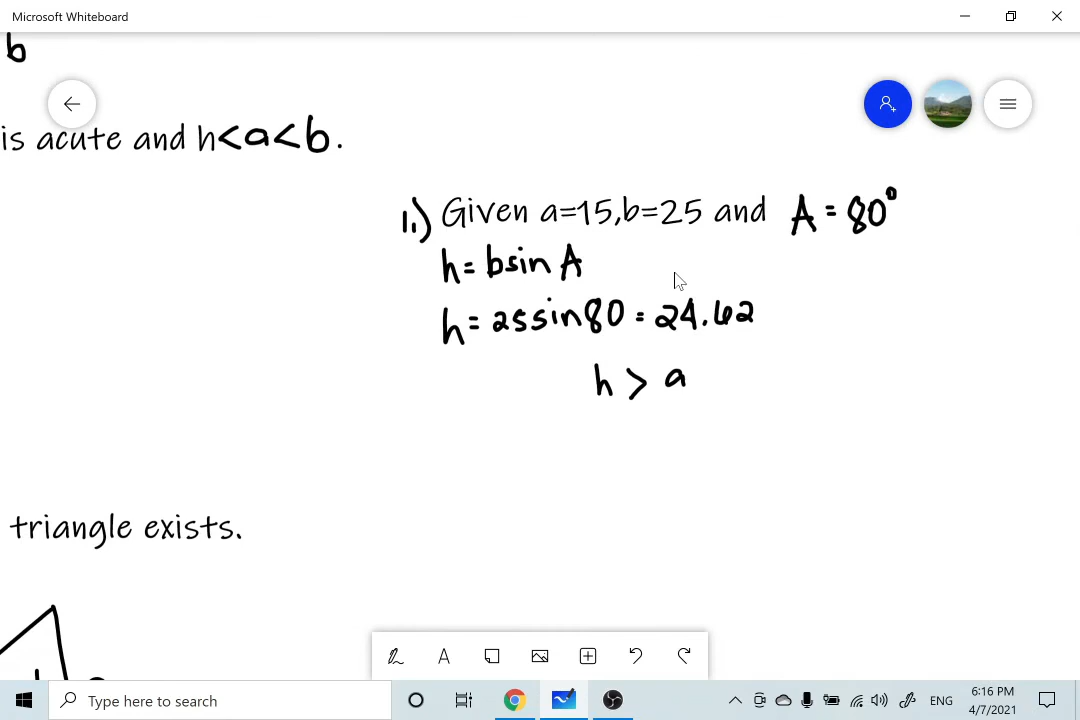 Microsoft Whiteboard
b
is acute and h<a<b.
11.) Given a=15,b=25 and A = 80°
h = bsin A
h = 25sin80 = 24.62
h > a
triangle exists.
A
Type here to search
ENG
6:16 PM
4/7/2021